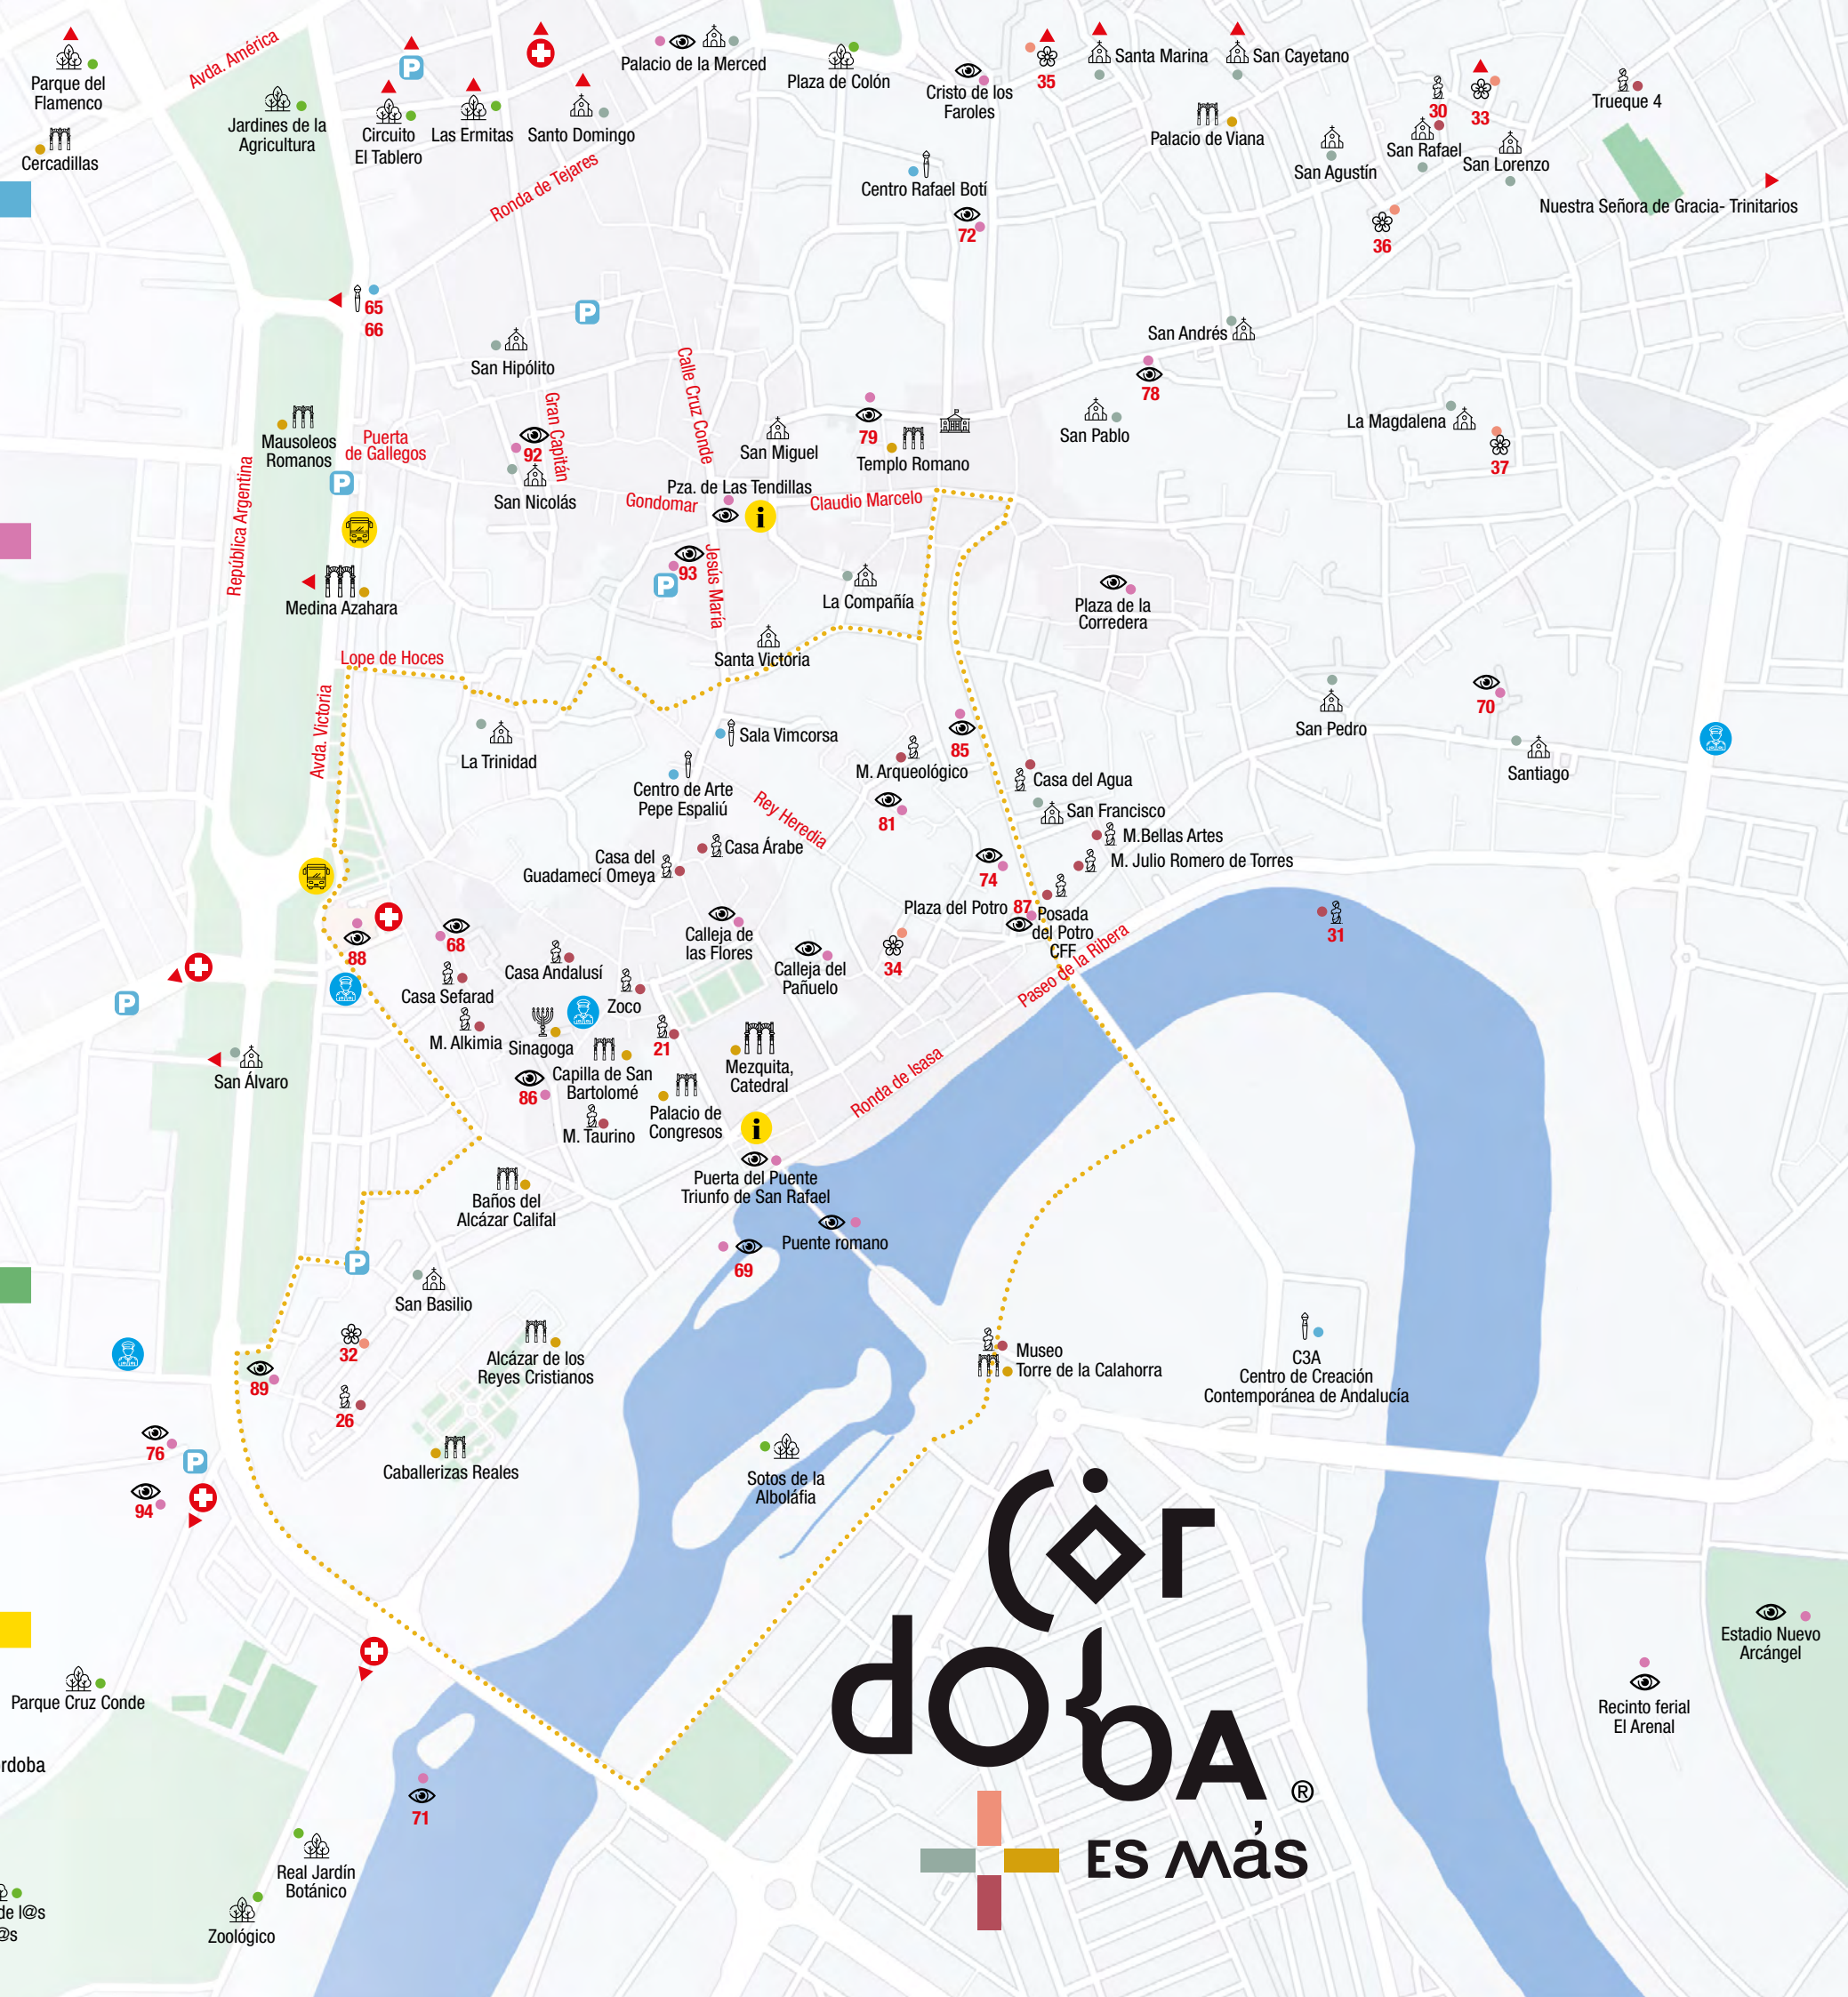 Parque del
Flamenco
Cercadillas
Avda. América
Jardines de la
Agricultura
P
Circuito
El Tablero
Las Ermitas
Santo Domingo
Palacio de la Merced
Plaza de Colón
Cristo de los
Faroles
35
Santa Marina
San Cayetano
Palacio de Viana
30
33
Trueque 4
San Agustín
San Rafael
San Lorenzo
Nuestra Señora de Gracia- Trinitarios
36
Ronda de Tejares
Centro Rafael Botí
72
65
66
P
San Hipólito
Calle Cruz Conde
Gran Capitán
San Andrés
78
Mausoleos
Romanos
Puerta
de Gallegos
P
92
San Nicolás
San Miguel
79
Templo Romano
San Pablo
La Magdalena
37
República Argentina
Gondomar
Pza. de Las Tendillas
i
Claudio Marcelo
93
P
Jesús María
Medina Azahara
La Compañía
Plaza de la
Corredera
Lope de Hoces
Santa Victoria
Avda. Victoria
La Trinidad
Sala Vimcorsa
Centro de Arte
Pepe Espaliú
Rey Heredia
85
M. Arqueológico
81
Casa del Agua
San Francisco
M.Bellas Artes
M. Julio Romero de Torres
San Pedro
70
Santiago
Casa Árabe
Casa del
Guadamecí Omeya
74
Plaza del Potro
87
Posada
del Potro
CFF
31
88
68
Casa Sefarad
Casa Andalusí
Calleja de
las Flores
Calleja del
Pañuelo
34
Paseo de la Ribera
P
Zoco
M. Alkimia
Sinagoga
21
Mezquita,
Catedral
San Álvaro
86
Capilla de San
Bartolomé
M. Taurino
Palacio de
Congresos
Ronda de Isasa
i
Puerta del Puente
Triunfo de San Rafael
Baños del
Alcázar Califal
Puente romano
69
P
San Basilio
32
89
26
Alcázar de los
Reyes Cristianos
Museo
Torre de la Calahorra
C3A
Centro de Creación
Contemporánea de Andalucía
76
P
94
Caballerizas Reales
Sotos de la
Alboláfia
Parque Cruz Conde
rdoba
71
Real Jardín
Botánico
Zoológico
de l@s
@s
Estadio Nuevo
Arcángel
Recinto ferial
El Arenal
Cór
doba ®
ES más